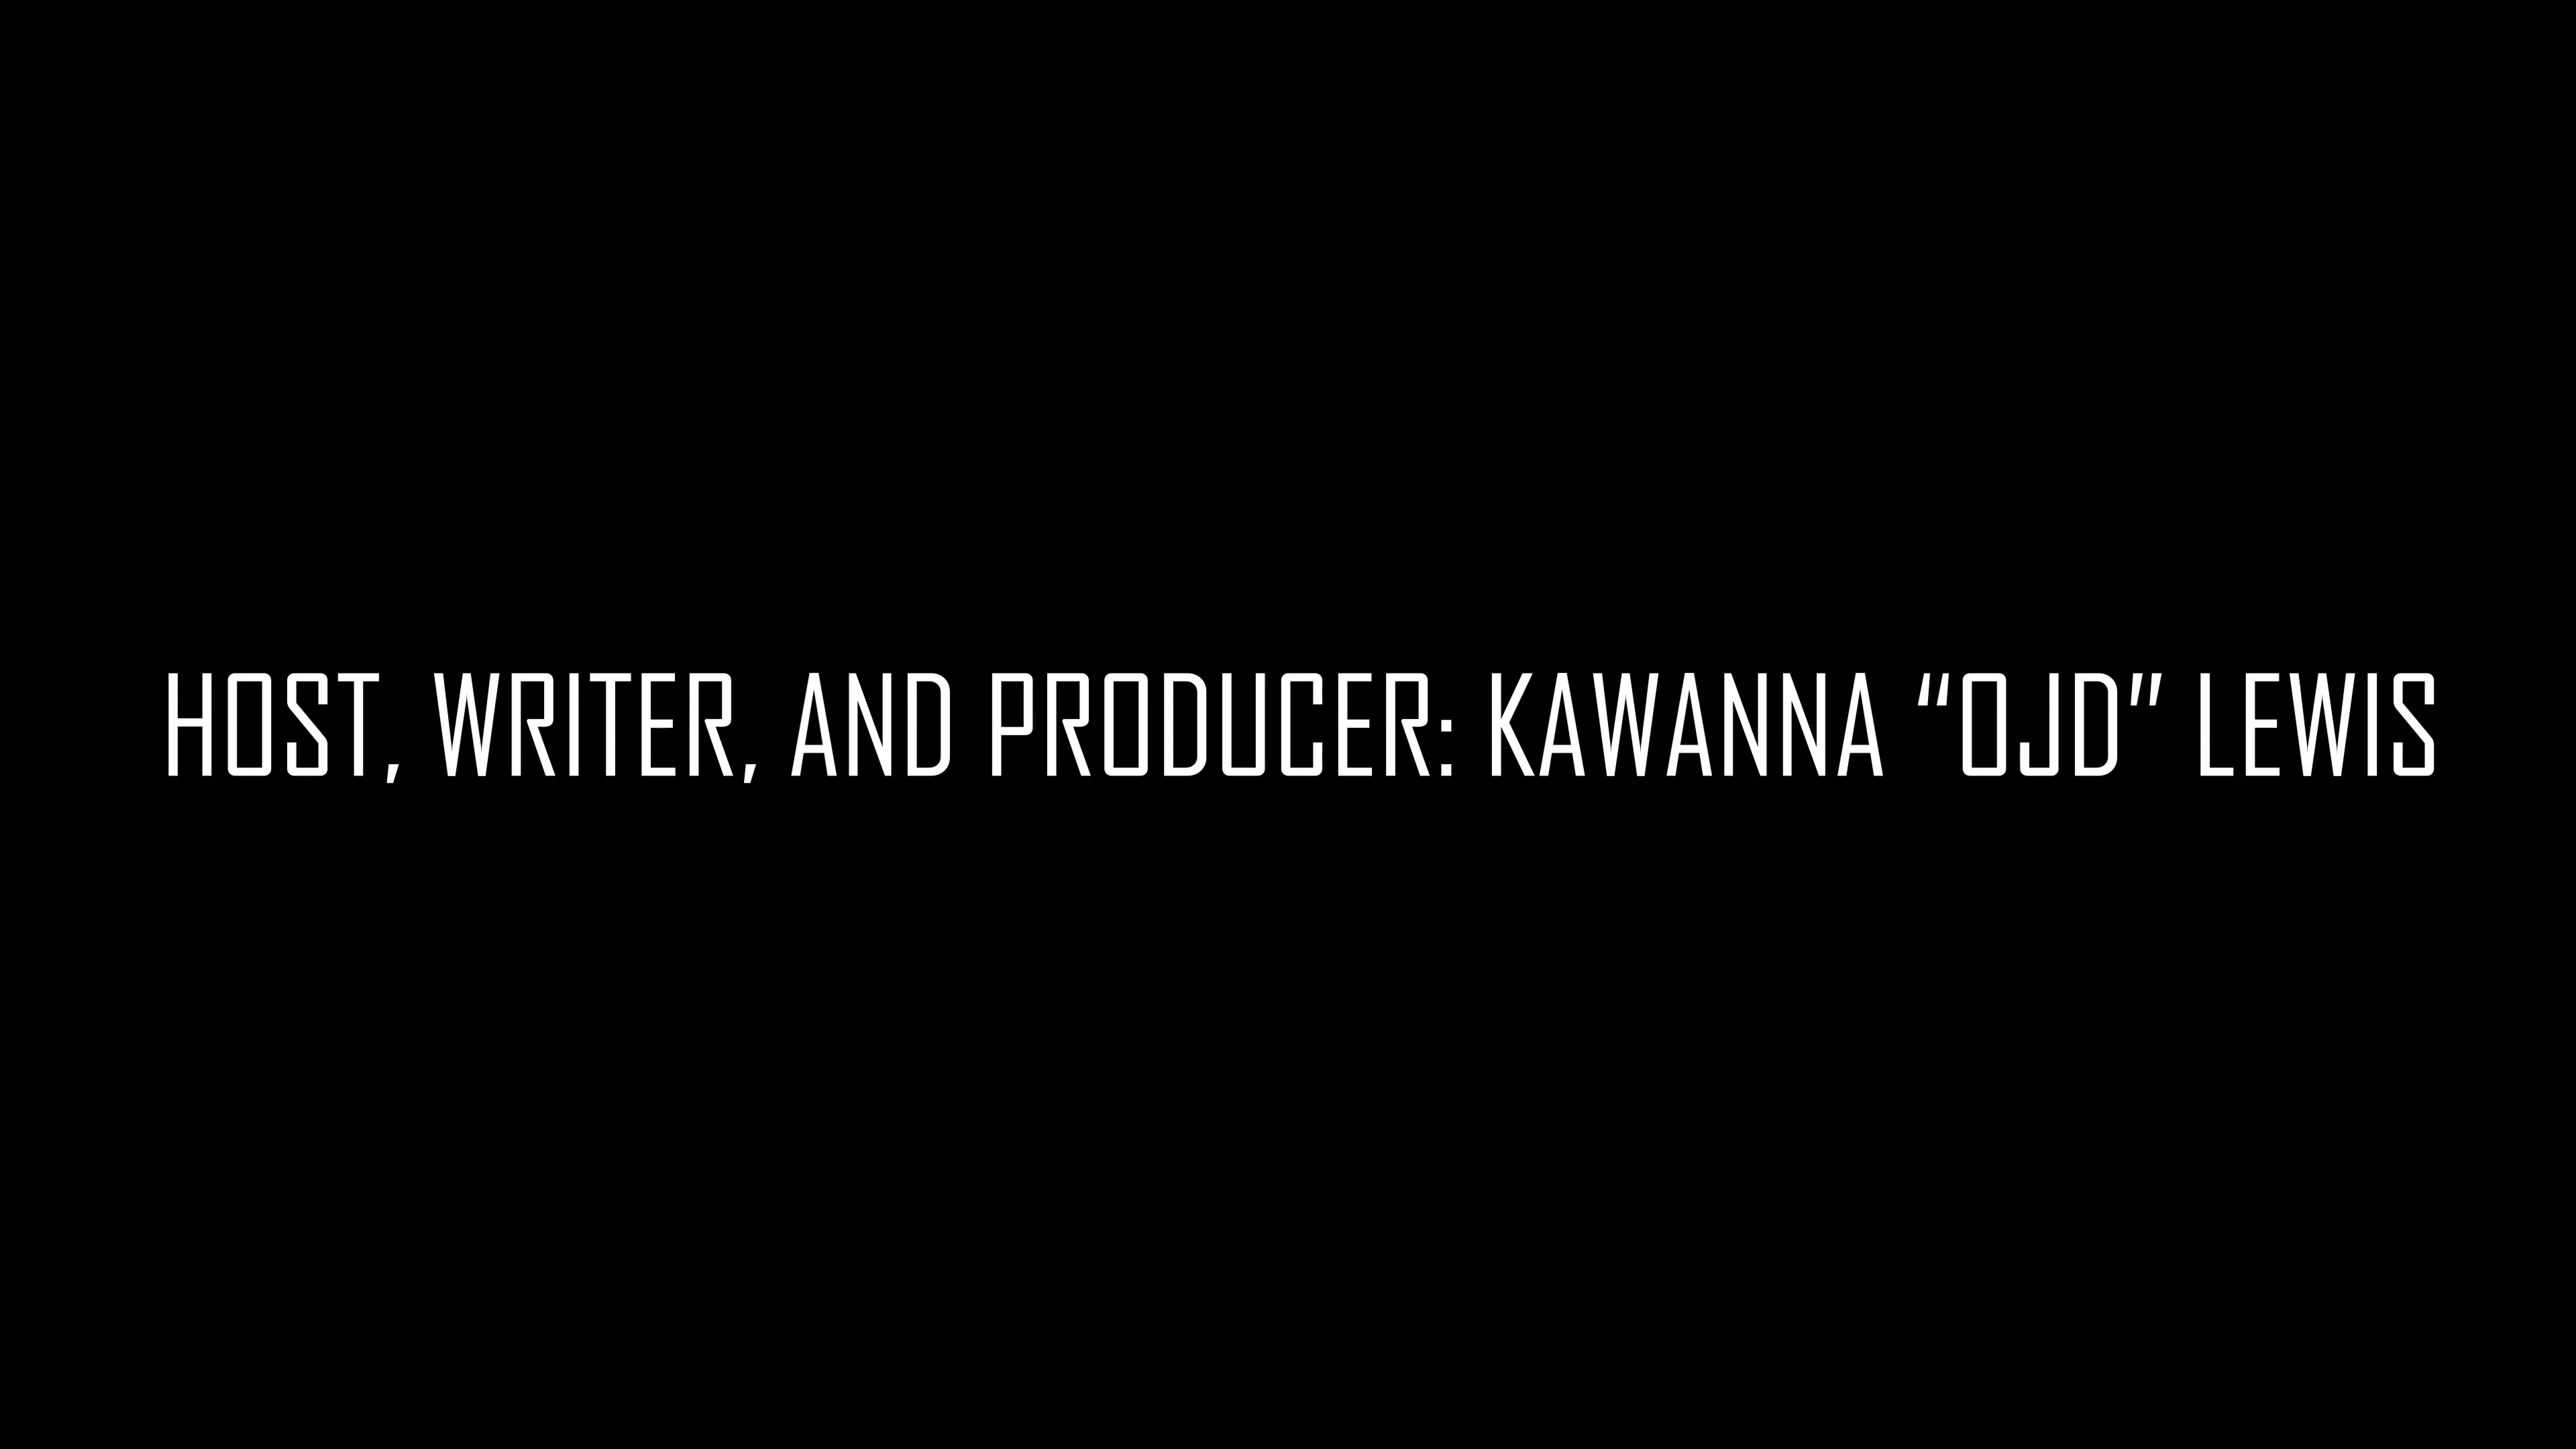 HOST, WRITER, AND PRODUCER: KAWANNA “OJD” LEWIS